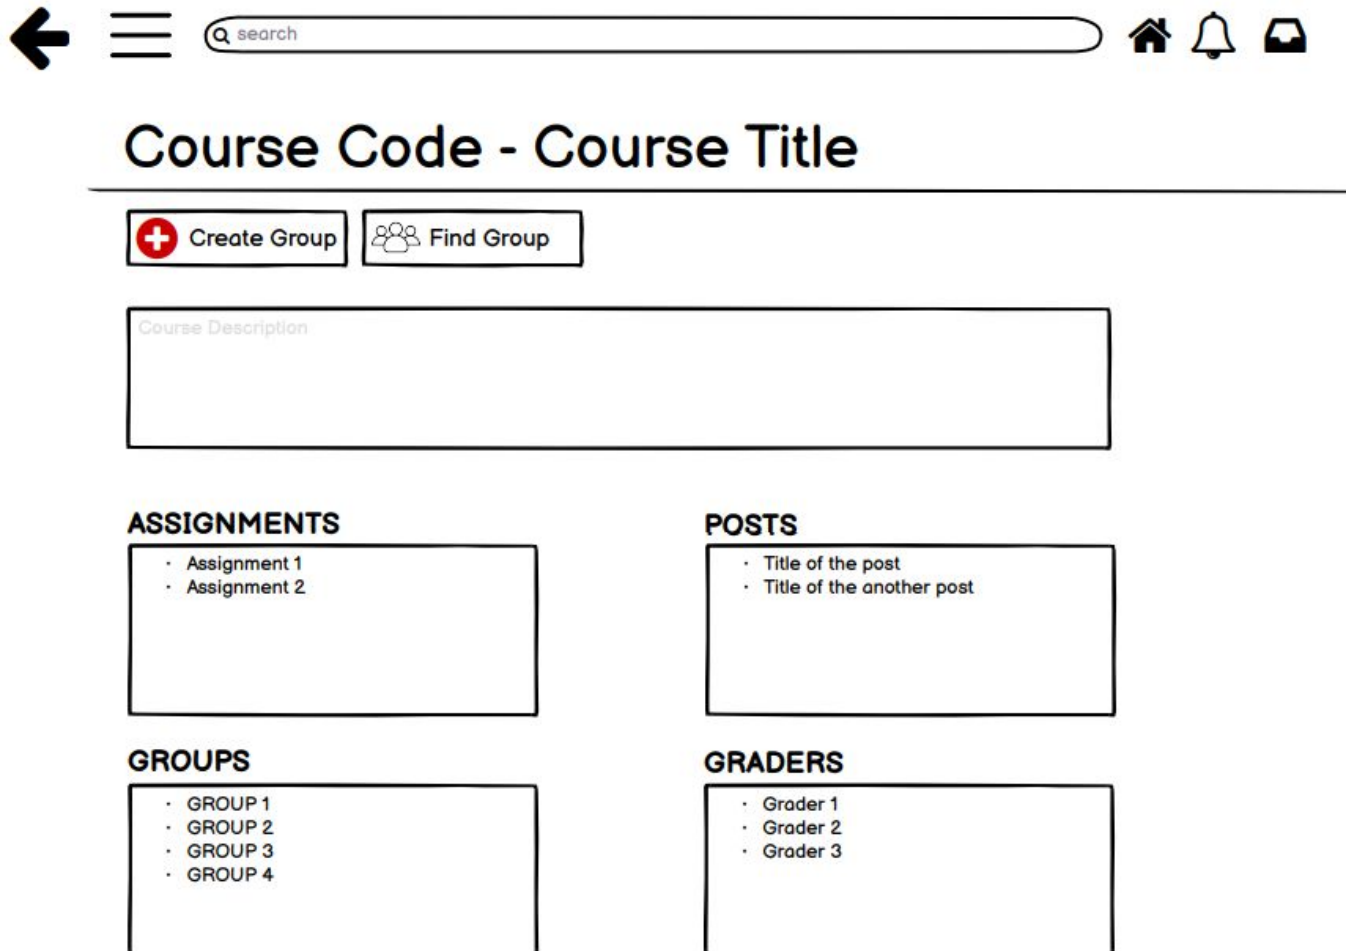 search
Course Code - Course Title
Create Group
Find Group
Course Description
ASSIGNMENTS
· Assignment 1
· Assignment 2
POSTS
· Title of the post
· Title of the another post
GROUPS
· GROUP 1
· GROUP 2
· GROUP 3
· GROUP 4
GRADERS
· Grader 1
· Grader 2
· Grader 3